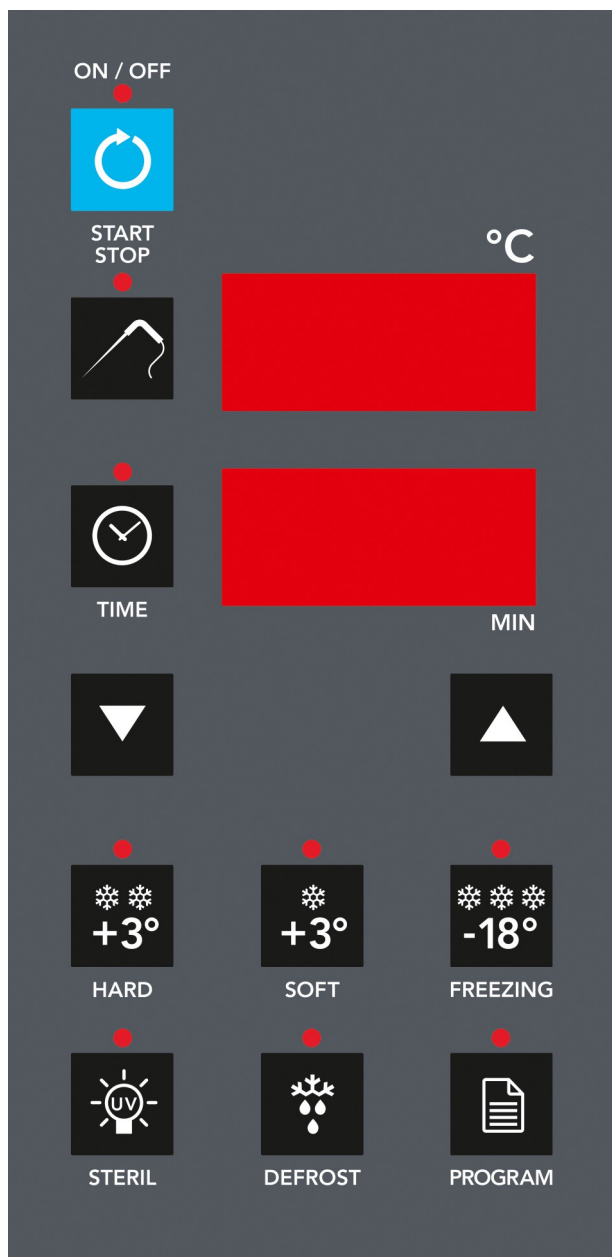 ON / OFF
START
STOP
°C
TIME
MIN
+3°
+3°
-18°
HARD
SOFT
FREEZING
UV
STERIL
DEFROST
PROGRAM